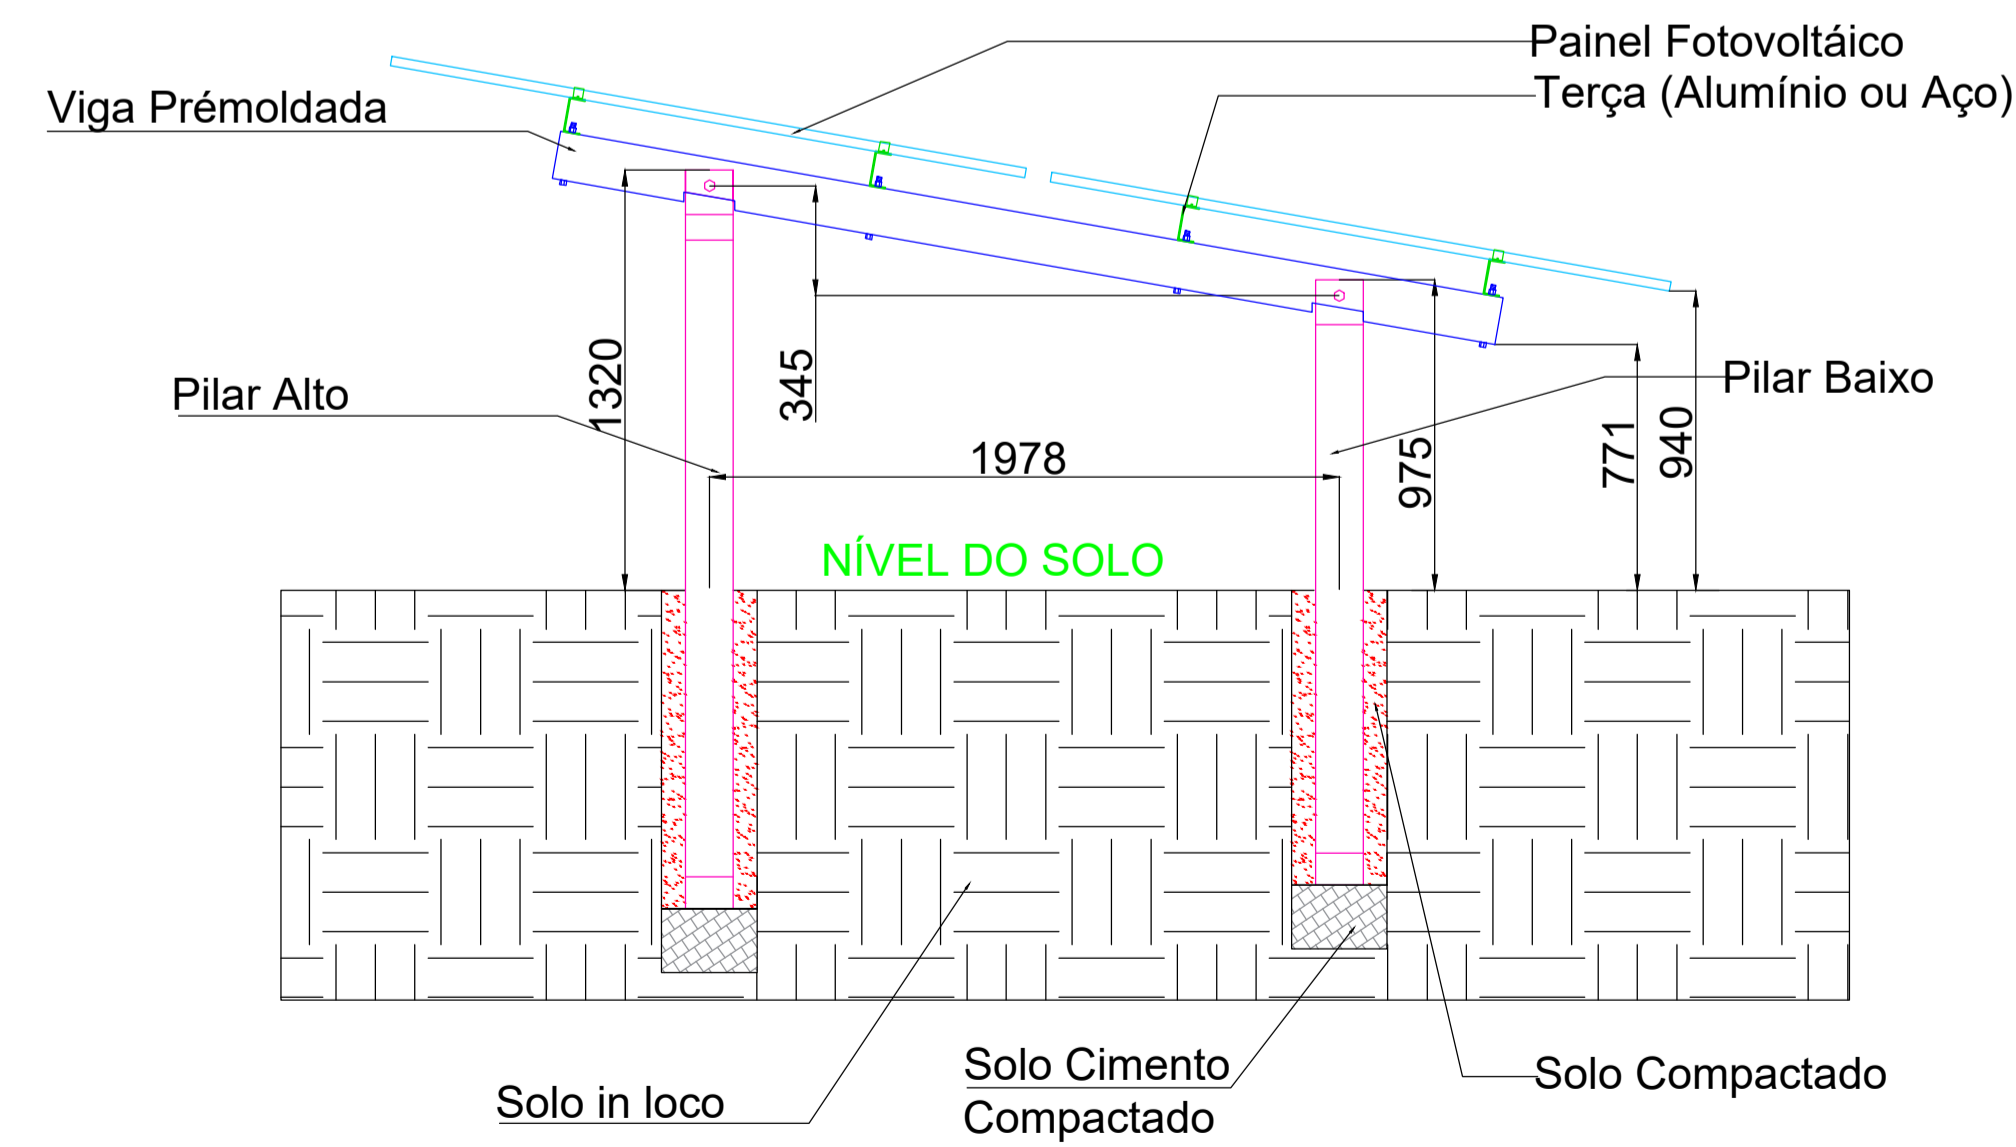 Painel Fotovoltáico
Terça (Alumínio ou Aço)
Viga Prémoldada
1320
345
Pilar Alto
Pilar Baixo
1978
975
771
940
NÍVEL DO SOLO
Solo in loco
Solo Cimento
Compactado
Solo Compactado